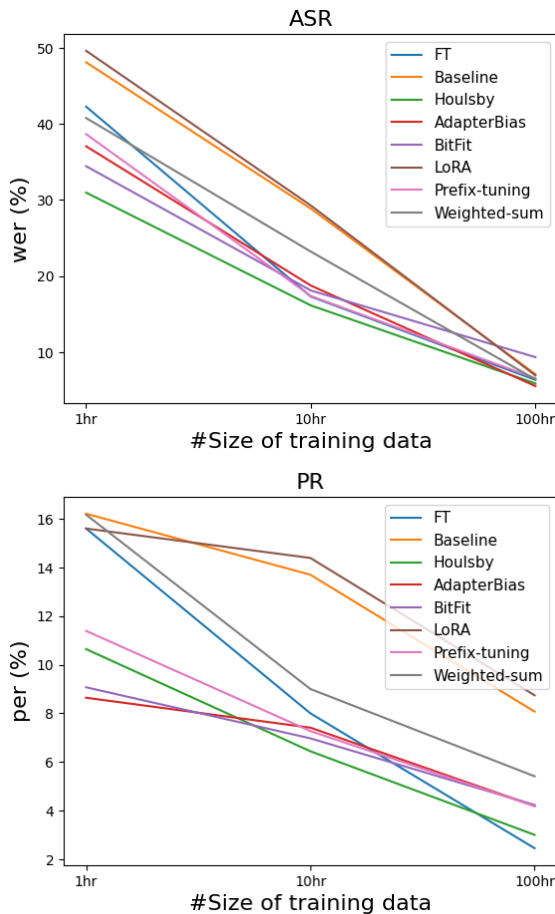 ASR
wer (%)
50
40
30
20
10
FT
Baseline
Houlsby
AdapterBias
BitFit
LoRA
Prefix-tuning
Weighted-sum
1hr
10hr
100hr
#Size of training data
PR
per (%)
16
14
12
10
8
6
4
2
FT
Baseline
Houlsby
AdapterBias
BitFit
LoRA
Prefix-tuning
Weighted-sum
1hr
10hr
100hr
#Size of training data